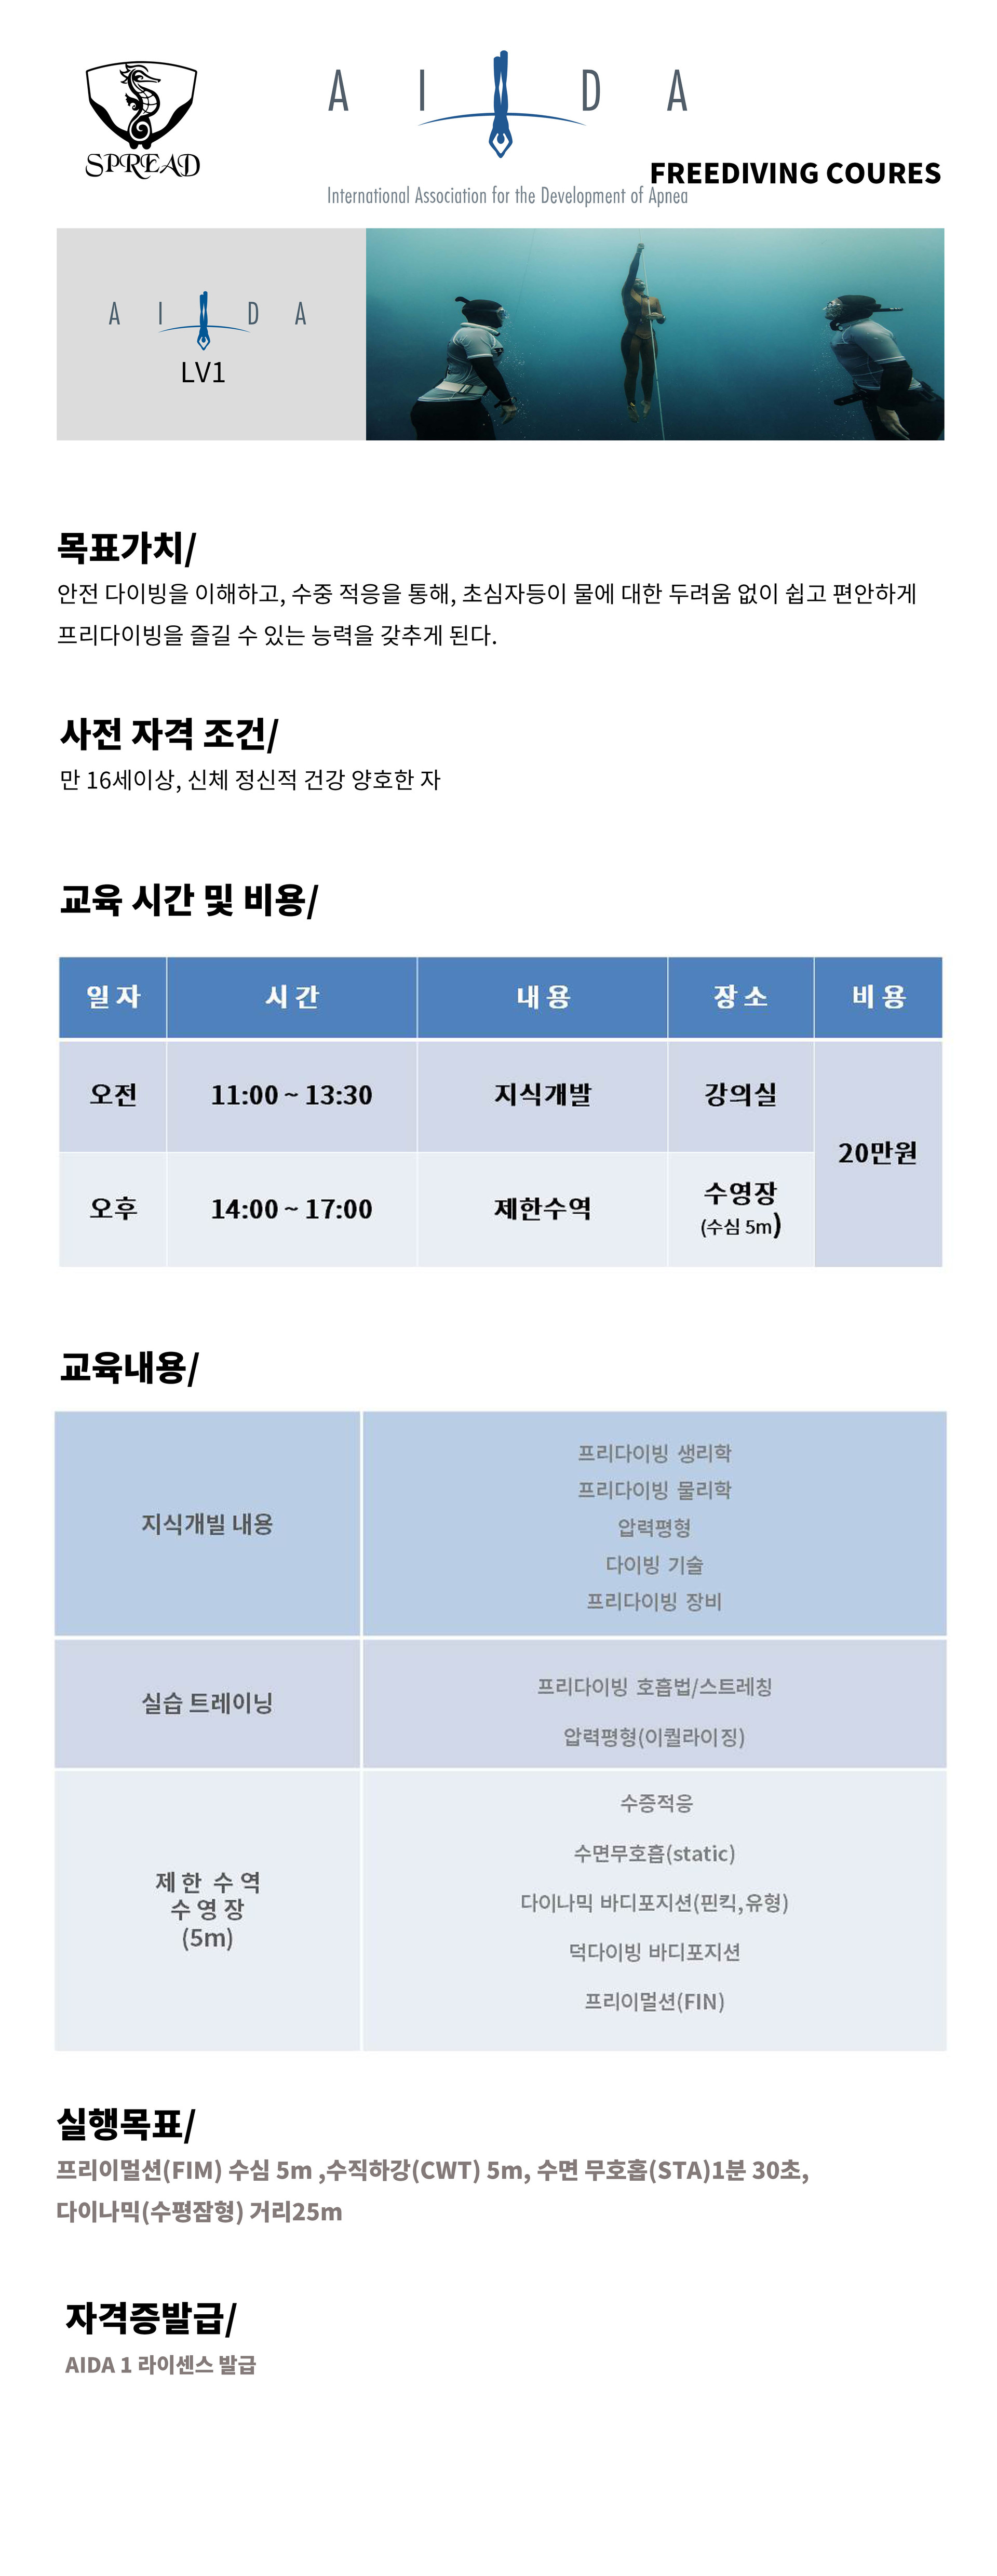 SPREAD
A I D A
International Association for the Development of Apnea
FREEDIVING COURES
A I D A
LV1
목표가치/
안전 다이빙을 이해하고, 수중 적응을 통해, 초심자등이 물에 대한 두려움 없이 쉽고 편안하게
프리다이빙을 즐길 수 있는 능력을 갖추게 된다.
사전 자격 조건/
만 16세이상, 신체 정신적 건강 양호한 자
교육 시간 및 비용/
일 자 시 간 내 용 장 소 비 용
오전 11:00 ~ 13:30 지식개발 강의실
20만원
오후 14:00 ~ 17:00 제한수역 수영장
(수심 5m)
교육내용/
지식개빌 내용
프리다이빙 생리학
프리다이빙 물리학
압력평형
다이빙 기술
프리다이빙 장비
실습 트레이닝
프리다이빙 호흡법/스트레칭
압력평형(이퀄라이징)
제 한 수 역
수 영 장
(5m)
수증적응
수면무호흡(static)
다이나믹 바디포지션(핀킥,유형)
덕다이빙 바디포지션
프리이멀션(FIN)
실행목표/
프리이멀션(FIM) 수심 5m ,수직하강(CWT) 5m, 수면 무호홉(STA)1분 30초,
다이나믹(수평잠형) 거리25m
자격증발급/
AIDA 1 라이센스 발급